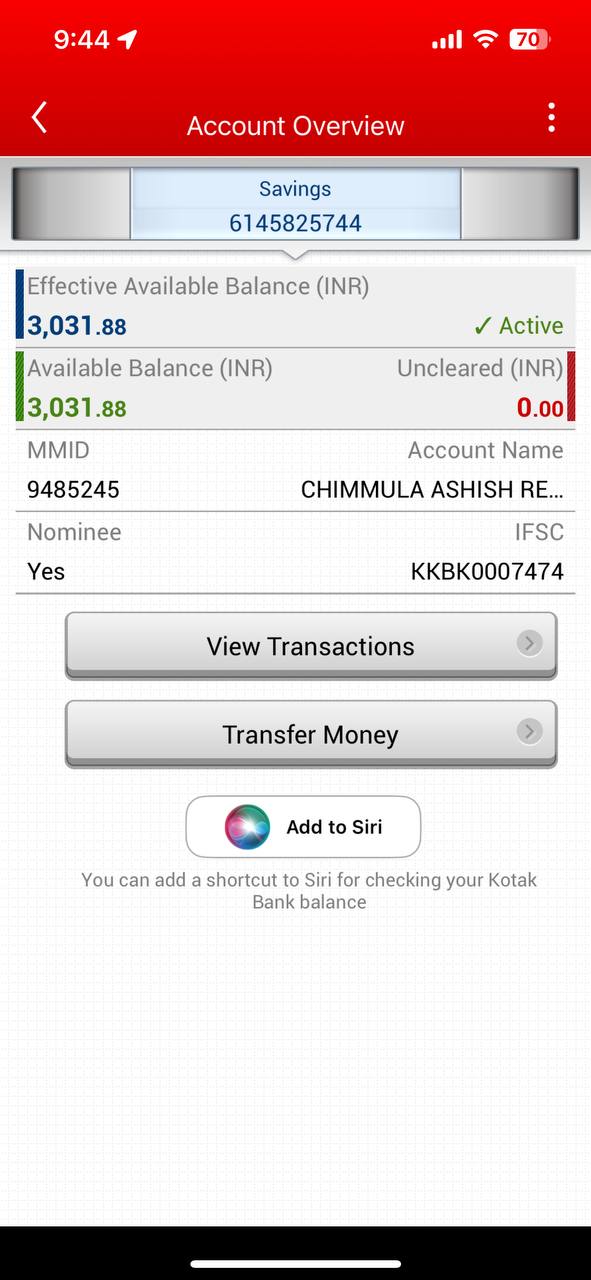 9:44
70
Account Overview
Savings
6145825744
Effective Available Balance (INR)
3,031.88 ✓ Active
Available Balance (INR) Uncleared (INR)
3,031.88 0.00
MMID Account Name
9485245 CHIMMULA ASHISH RE...
Nominee IFSC
Yes KKBK0007474
View Transactions
Transfer Money
Add to Siri
You can add a shortcut to Siri for checking your Kotak
Bank balance